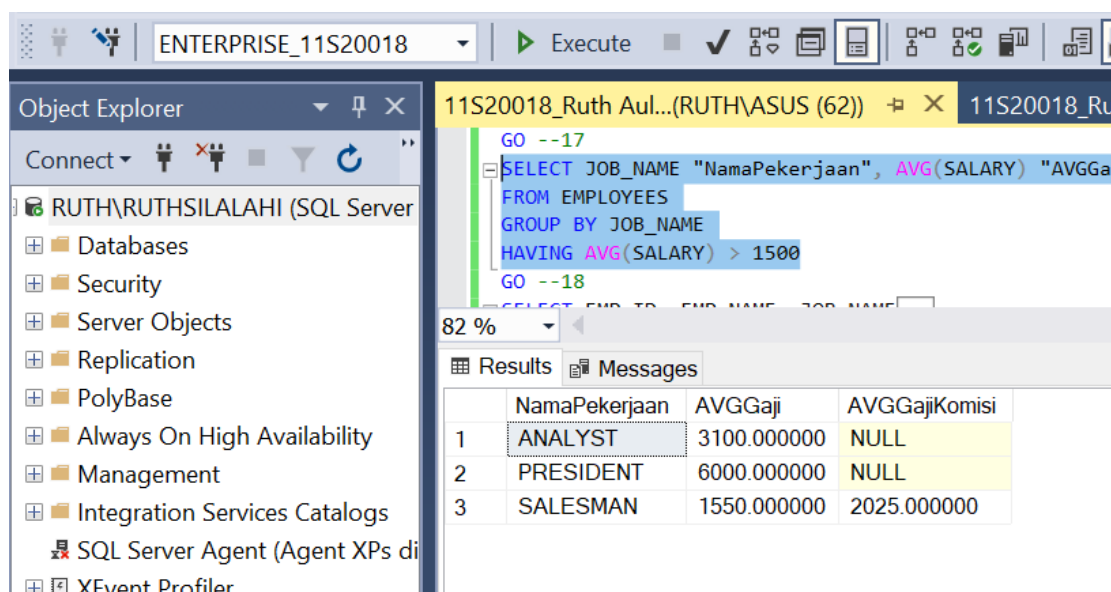 ENTERPRISE_11S20018
Execute
Object Explorer
Connect
RUTH\RUTHSILALAHI (SQL Server
Databases
Security
Server Objects
Replication
PolyBase
Always On High Availability
Management
Integration Services Catalogs
SQL Server Agent (Agent XPs di
XEvent Profiler
11S20018_Ruth Aul...(RUTH\ASUS (62)) 11S20018_Ru
GO --17
SELECT JOB_NAME "NamaPekerjaan", AVG(SALARY) "AVGGa
FROM EMPLOYEES
GROUP BY JOB_NAME
HAVING AVG(SALARY) > 1500
GO --18
SELECT EMP_ID, EMP_NAME, JOB_NAME
82 %
Results Messages
NamaPekerjaan AVGGaji AVGGajiKomisi
1 ANALYST 3100.000000 NULL
2 PRESIDENT 6000.000000 NULL
3 SALESMAN 1550.000000 2025.000000